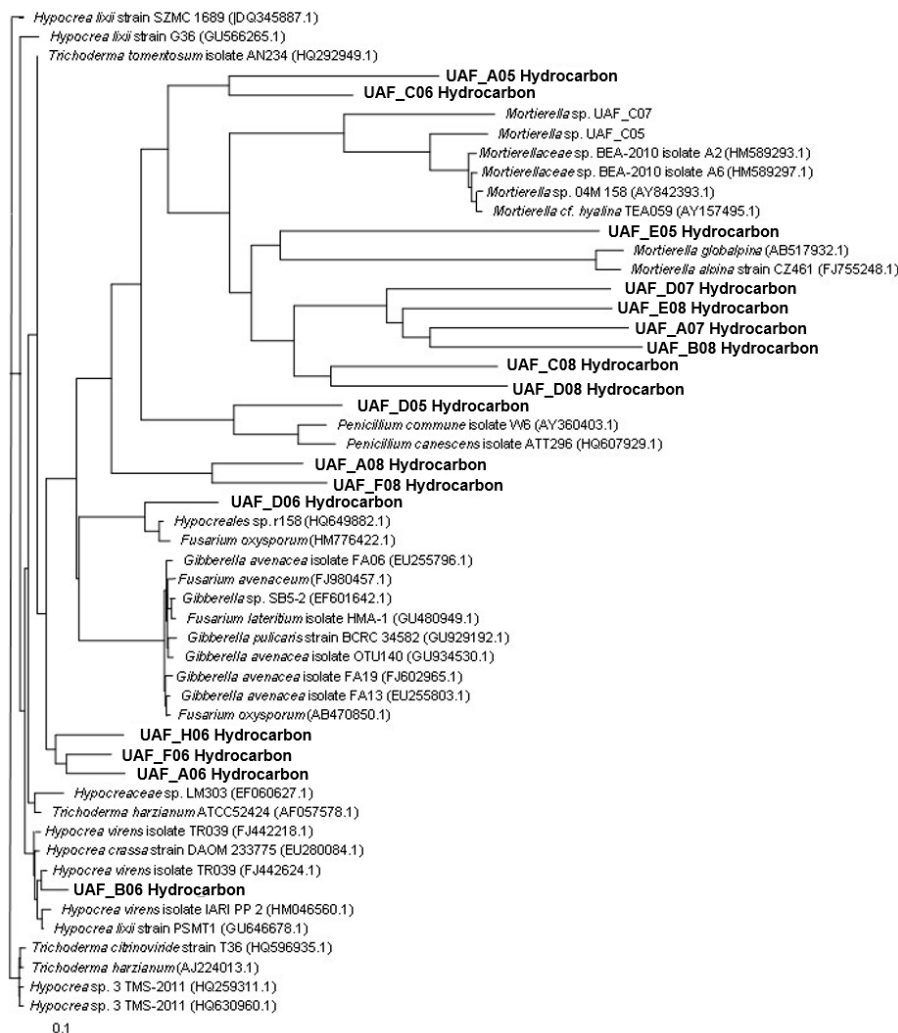 Hypocrea lixii strain SZMC 1689 (|DQ345887.1)
Hypocrea lixii strain G36 (GU566265.1)
Trichoderma tomentosum isolate AN234 (HQ292949.1)
UAF_A05 Hydrocarbon
UAF_C06 Hydrocarbon
Mortierella sp. UAF_C07
Mortierella sp. UAF_C05
Mortierellaceae sp. BEA-2010 isolate A2 (HM589293.1)
Mortierellaceae sp. BEA-2010 isolate A6 (HM589297.1)
Mortierella sp. 04M 158 (AY842393.1)
Mortierella cf. hyalina TEA059 (AY157495.1)
UAF_E05 Hydrocarbon
Mortierella globalpina (AB517932.1)
Mortierella alpina strain CZ461 (FJ755248.1)
UAF_D07 Hydrocarbon
UAF_E08 Hydrocarbon
UAF_A07 Hydrocarbon
UAF_B08 Hydrocarbon
UAF_C08 Hydrocarbon
UAF_D08 Hydrocarbon
UAF_D05 Hydrocarbon
Penicillium commune isolate W6 (AY360403.1)
Penicillium canescens isolate ATT296 (HQ607929.1)
UAF_A08 Hydrocarbon
UAF_F08 Hydrocarbon
UAF_D06 Hydrocarbon
Hypocreales sp. r158 (HQ649882.1)
Fusarium oxysporum (HM776422.1)
Gibberella avenacea isolate FA06 (EU255796.1)
Fusarium avenaceum (FJ980457.1)
Gibberella sp. SB5-2 (EF601642.1)
Fusarium lateritium isolate HMA-1 (GU480949.1)
Gibberella pulicaris strain BCRC 34582 (GU929192.1)
Gibberella avenacea isolate OTU140 (GU934530.1)
Gibberella avenacea isolate FA19 (FJ602965.1)
Gibberella avenacea isolate FA13 (EU255803.1)
Fusarium oxysporum (AB470850.1)
UAF_H06 Hydrocarbon
UAF_F06 Hydrocarbon
UAF_A06 Hydrocarbon
Hypocreaceae sp. LM303 (EF060627.1)
Trichoderma harzianum ATCC52424 (AF057578.1)
Hypocrea virens isolate TR039 (FJ442218.1)
Hypocrea crassa strain DAOM 233775 (EU280084.1)
Hypocrea virens isolate TR039 (FJ442624.1)
UAF_B06 Hydrocarbon
Hypocrea virens isolate IARI PP 2 (HM046560.1)
Hypocrea lixii strain PSMT1 (GU646678.1)
Trichoderma citrinoviride strain T36 (HQ596935.1)
Trichoderma harzianum (AJ224013.1)
Hypocrea sp. 3 TMS-2011 (HQ259311.1)
Hypocrea sp. 3 TMS-2011 (HQ630960.1)
0.1